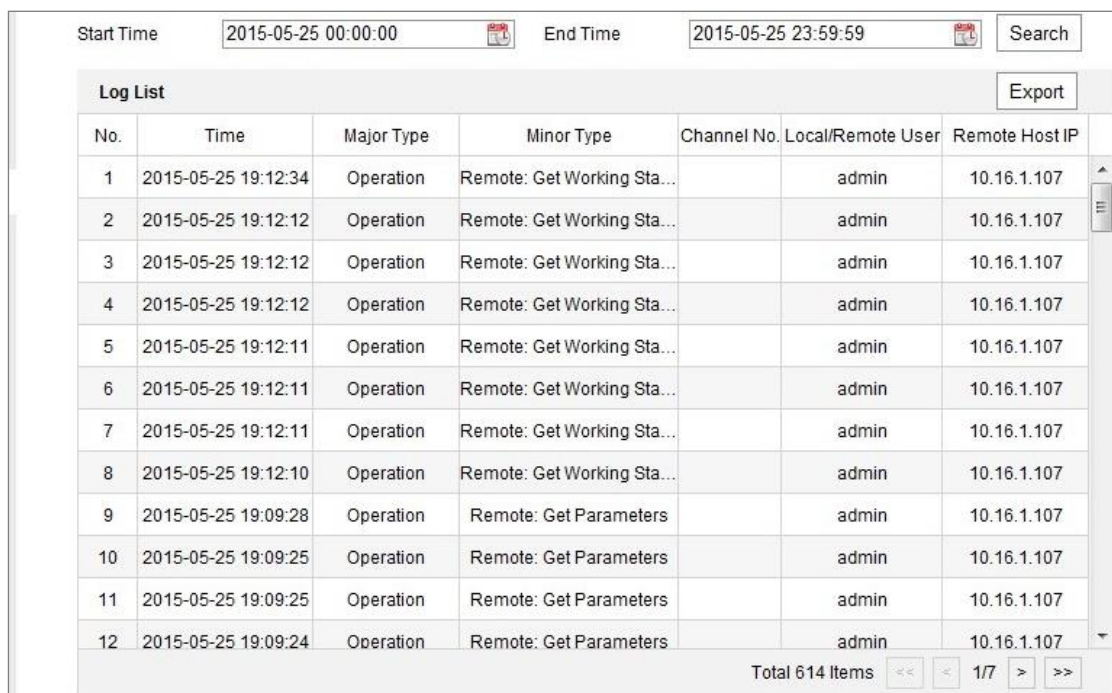 Start Time 2015-05-25 00:00:00 End Time 2015-05-25 23:59:59 Search
Log List Export
No. Time Major Type Minor Type Channel No. Local/Remote User Remote Host IP
1 2015-05-25 19:12:34 Operation Remote: Get Working Sta... admin 10.16.1.107
2 2015-05-25 19:12:12 Operation Remote: Get Working Sta... admin 10.16.1.107
3 2015-05-25 19:12:12 Operation Remote: Get Working Sta... admin 10.16.1.107
4 2015-05-25 19:12:12 Operation Remote: Get Working Sta... admin 10.16.1.107
5 2015-05-25 19:12:11 Operation Remote: Get Working Sta... admin 10.16.1.107
6 2015-05-25 19:12:11 Operation Remote: Get Working Sta... admin 10.16.1.107
7 2015-05-25 19:12:11 Operation Remote: Get Working Sta... admin 10.16.1.107
8 2015-05-25 19:12:10 Operation Remote: Get Working Sta... admin 10.16.1.107
9 2015-05-25 19:09:28 Operation Remote: Get Parameters admin 10.16.1.107
10 2015-05-25 19:09:25 Operation Remote: Get Parameters admin 10.16.1.107
11 2015-05-25 19:09:25 Operation Remote: Get Parameters admin 10.16.1.107
12 2015-05-25 19:09:24 Operation Remote: Get Parameters admin 10.16.1.107
Total 614 Items << < 1/7 > >>